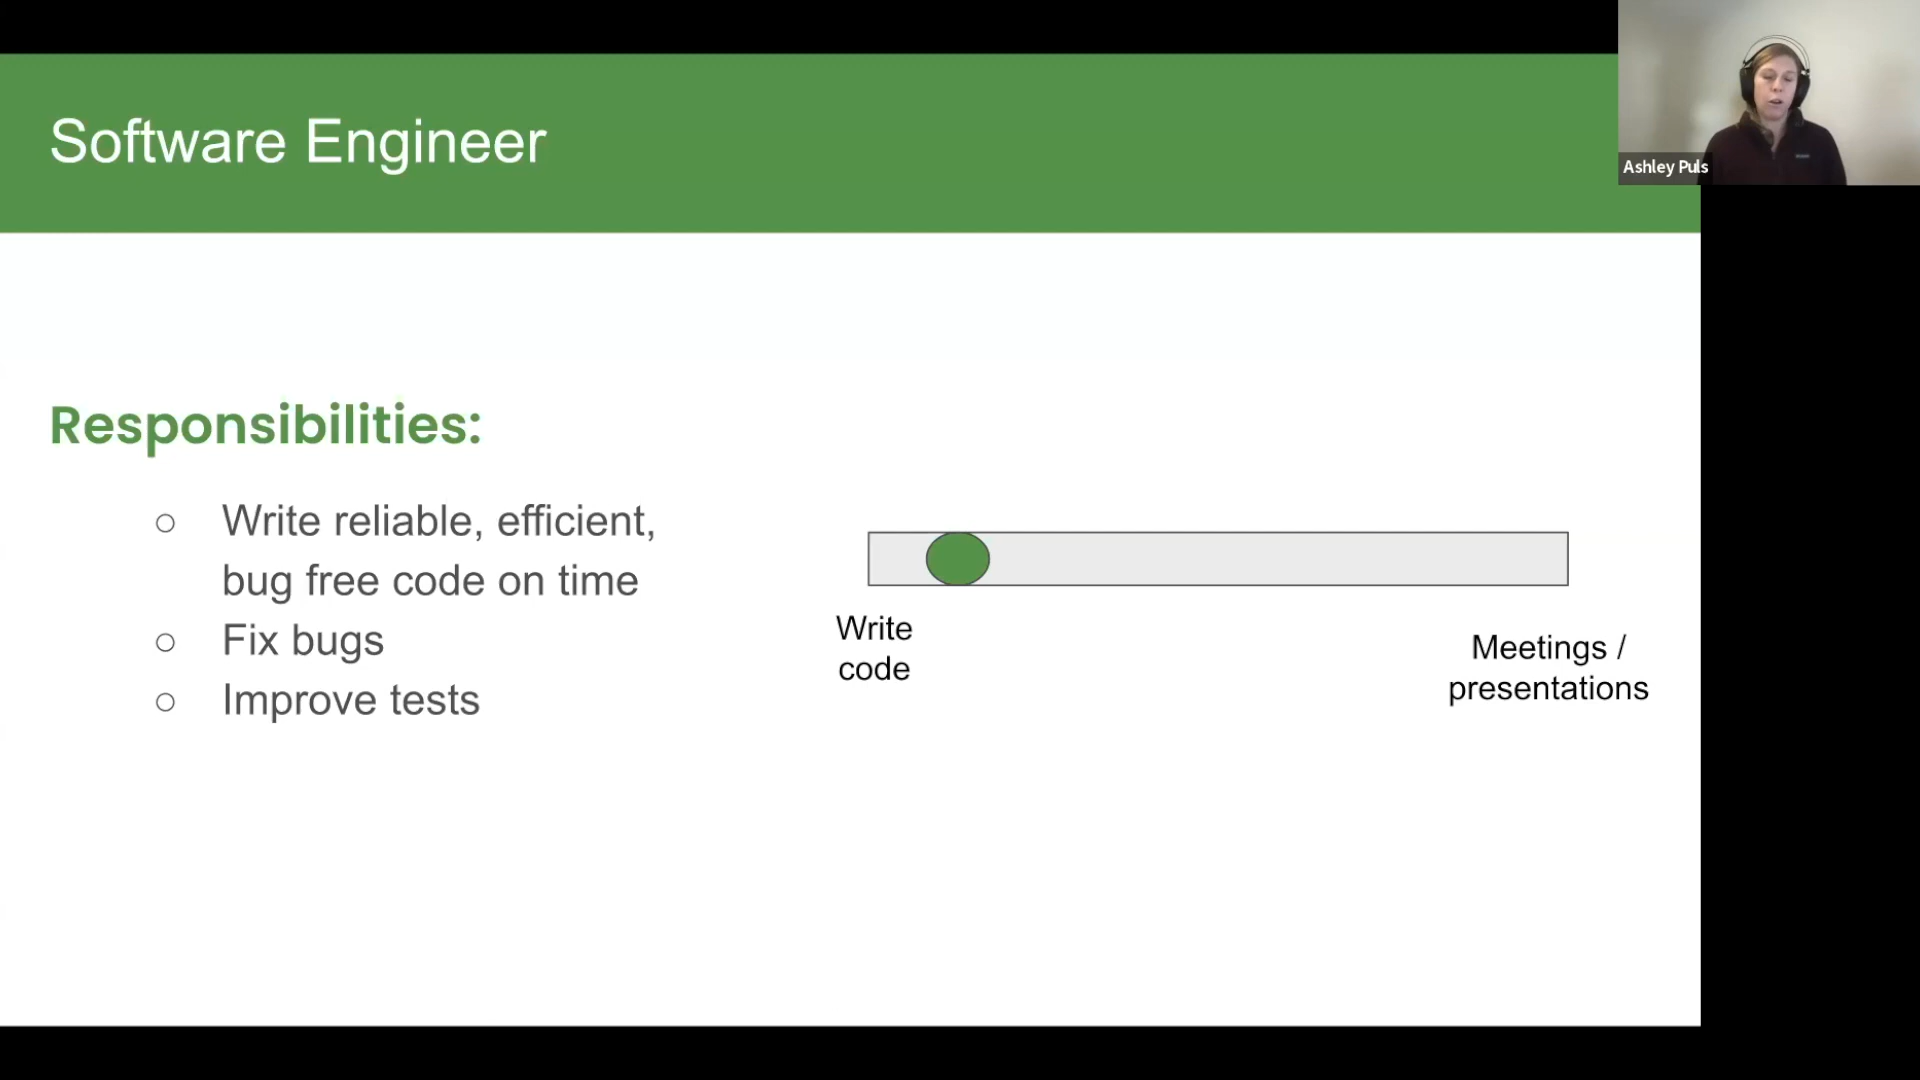 Software Engineer
Ashley Puls
Responsibilities:
Write reliable, efficient,
bug free code on time
Fix bugs
Improve tests
Write
code
Meetings /
presentations